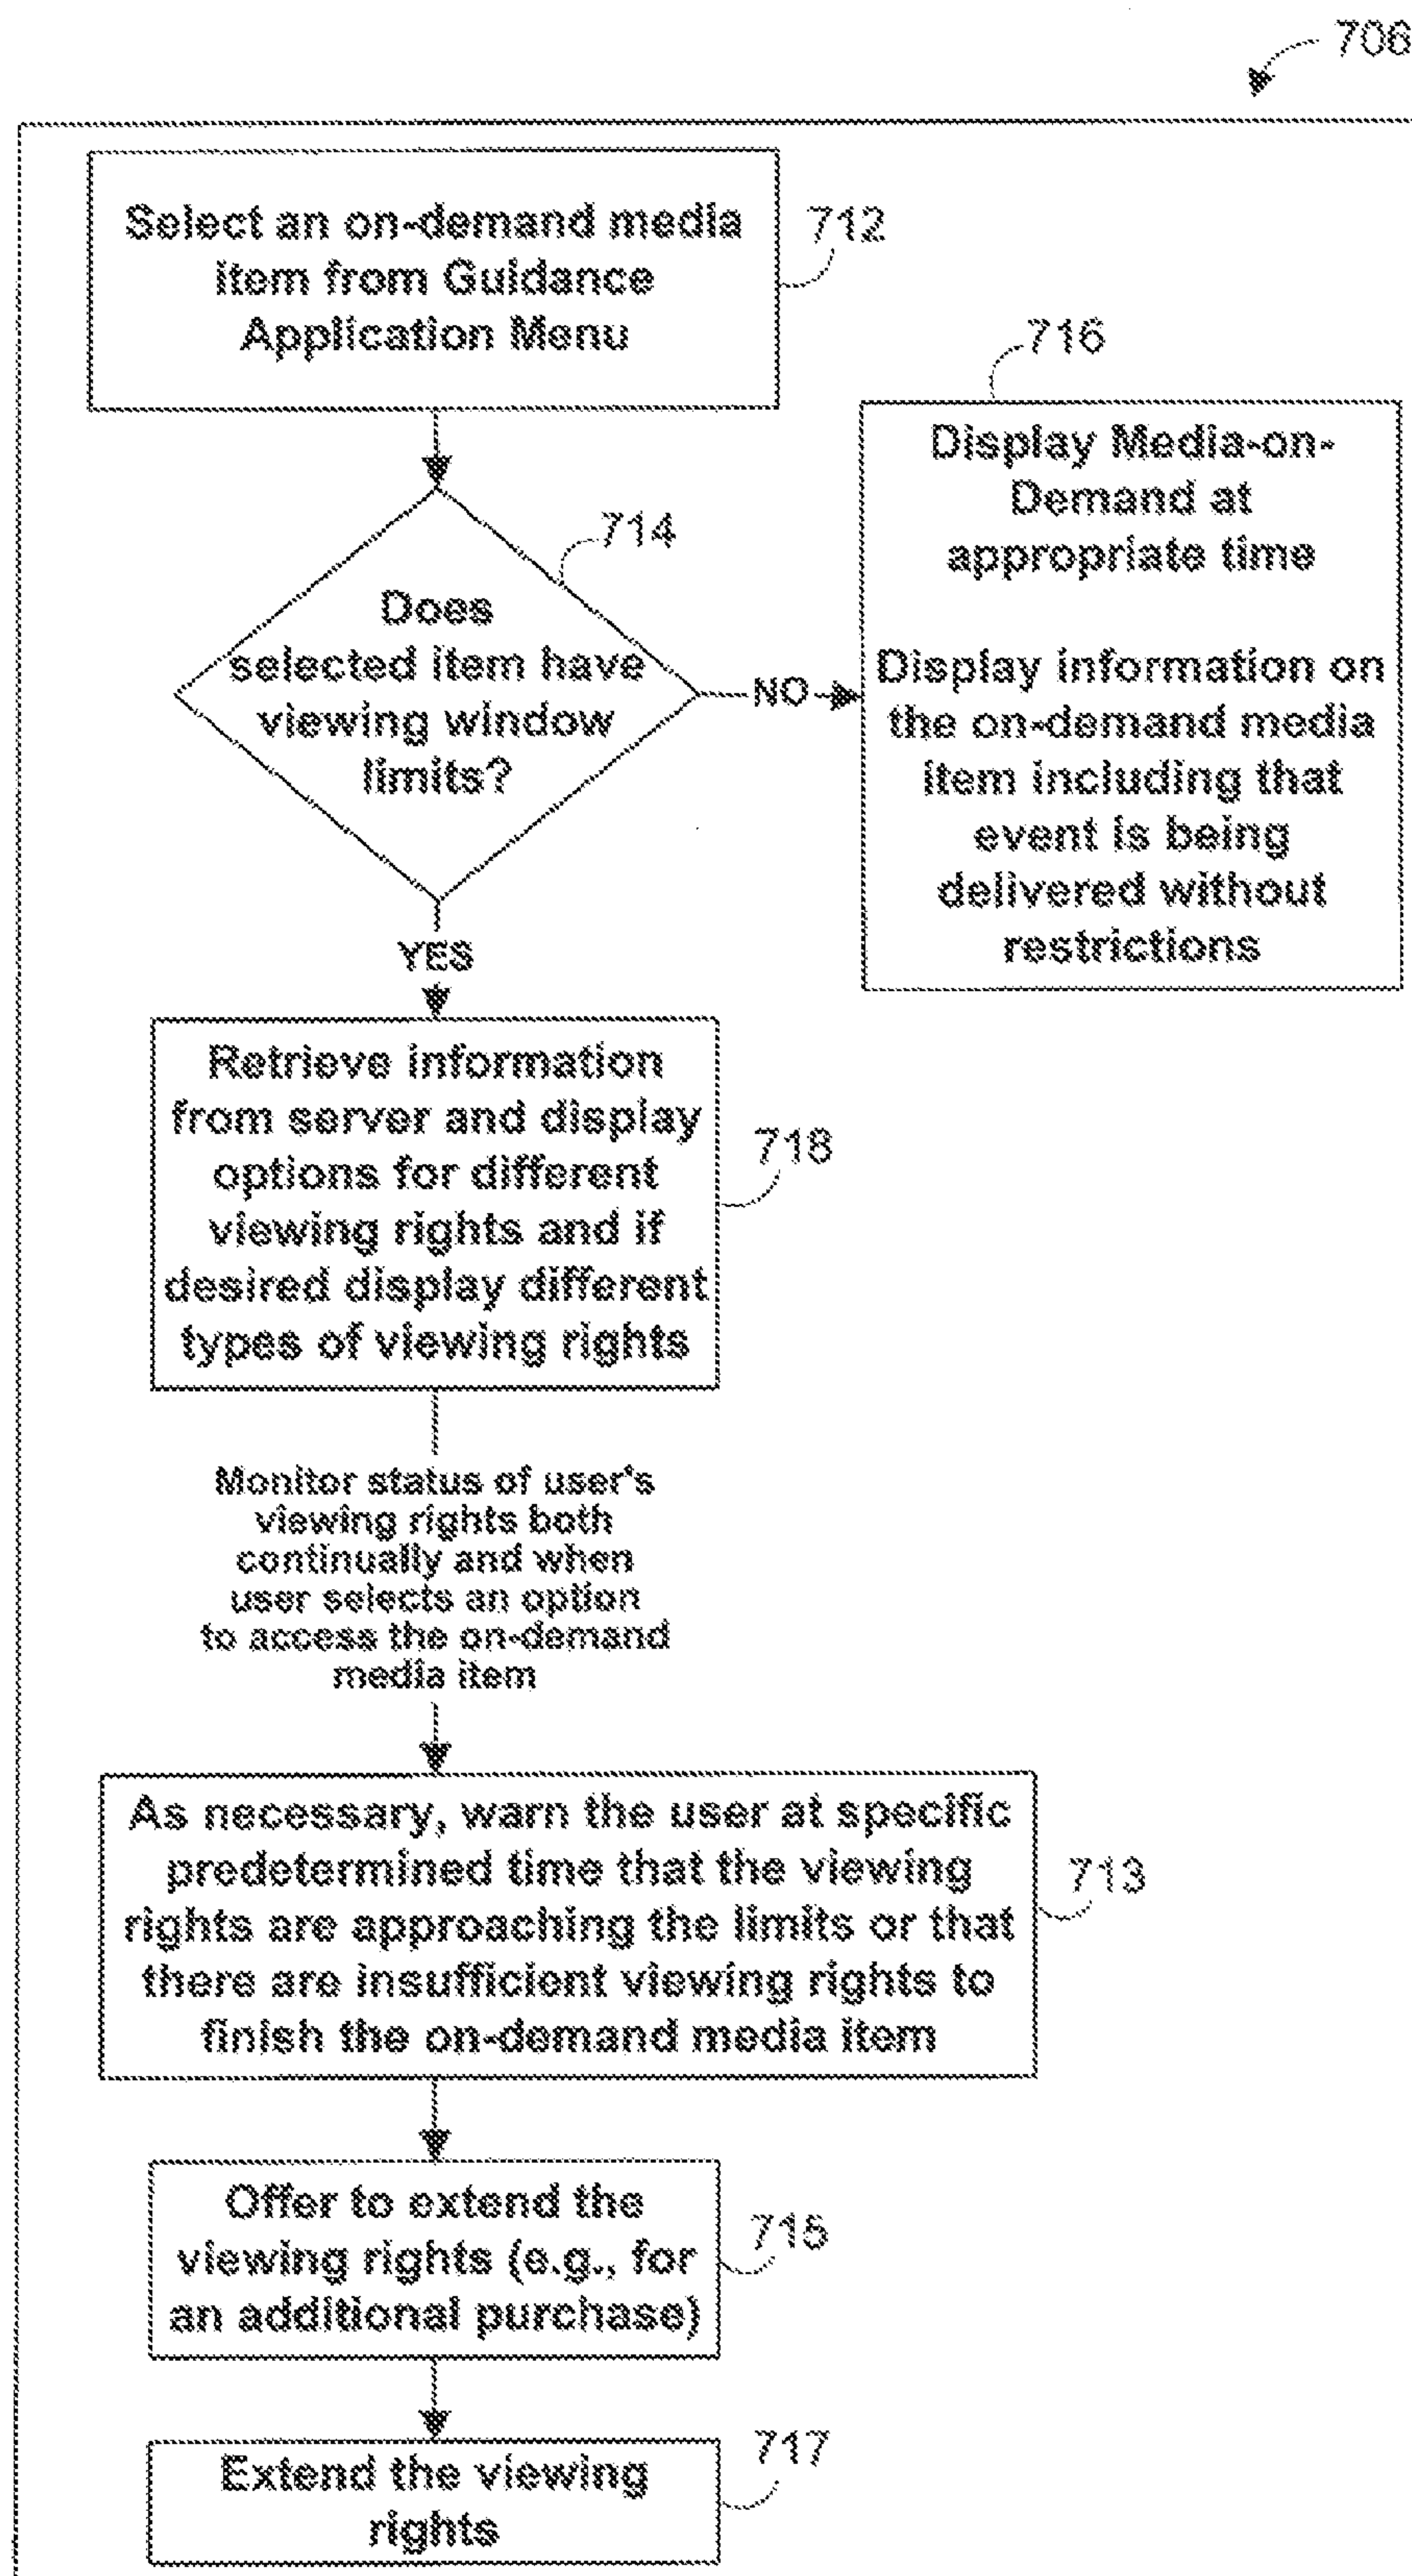 706
Select an on-demand media
item from Guidance
Application Menu
712
716
Display Media-on-
Demand at
appropriate time
Display information on
the on-demand media
item including that
event is being
delivered without
restrictions
714
Does
selected item have
viewing window
limits?
NO
YES
Retrieve information
from server and display
options for different
viewing rights and if
desired display different
types of viewing rights
718
Monitor status of user's
viewing rights both
continually and when
user selects an option
to access the on-demand
media item
As necessary, warn the user at specific
predetermined time that the viewing
rights are approaching the limits or that
there are insufficient viewing rights to
finish the on-demand media item
713
Offer to extend the
viewing rights (e.g., for
an additional purchase)
715
Extend the viewing
rights
717